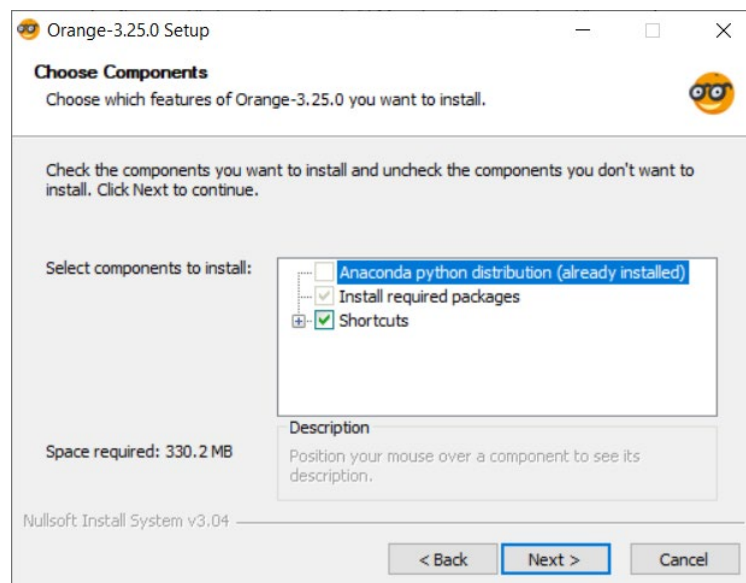 Orange-3.25.0 Setup
Choose Components
Choose which features of Orange-3.25.0 you want to install.
Check the components you want to install and uncheck the components you don't want to
install. Click Next to continue.
Select components to install:
Anaconda python distribution (already installed)
Install required packages
Shortcuts
Space required: 330.2 MB
Description
Position your mouse over a component to see its
description.
Nullsoft Install System v3.04
< Back
Next >
Cancel